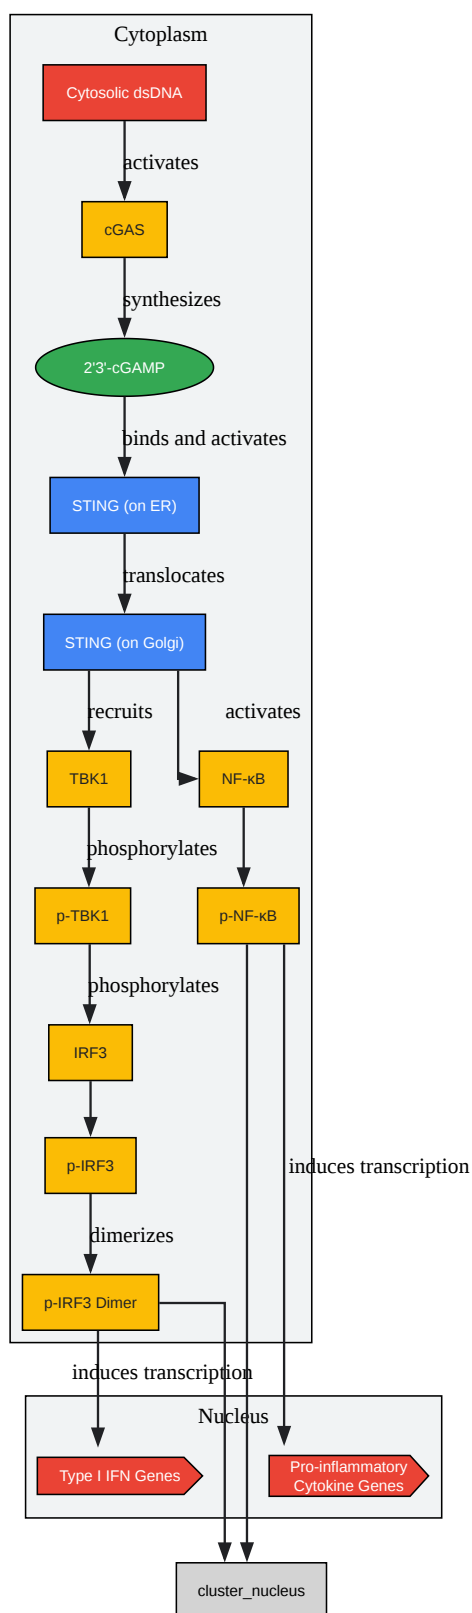 Cytoplasm
Cytosolic dsDNA
activates
cGAS
synthesizes
2'3'-cGAMP
binds and activates
STING (on ER)
translocates
STING (on Golgi)
recruits
activates
TBK1
NF-κB
phosphorylates
p-TBK1
p-NF-κB
phosphorylates
IRF3
p-IRF3
induces transcription
dimerizes
p-IRF3 Dimer
induces transcription
Nucleus
Type I IFN Genes
Pro-inflammatory
Cytokine Genes
cluster_nucleus